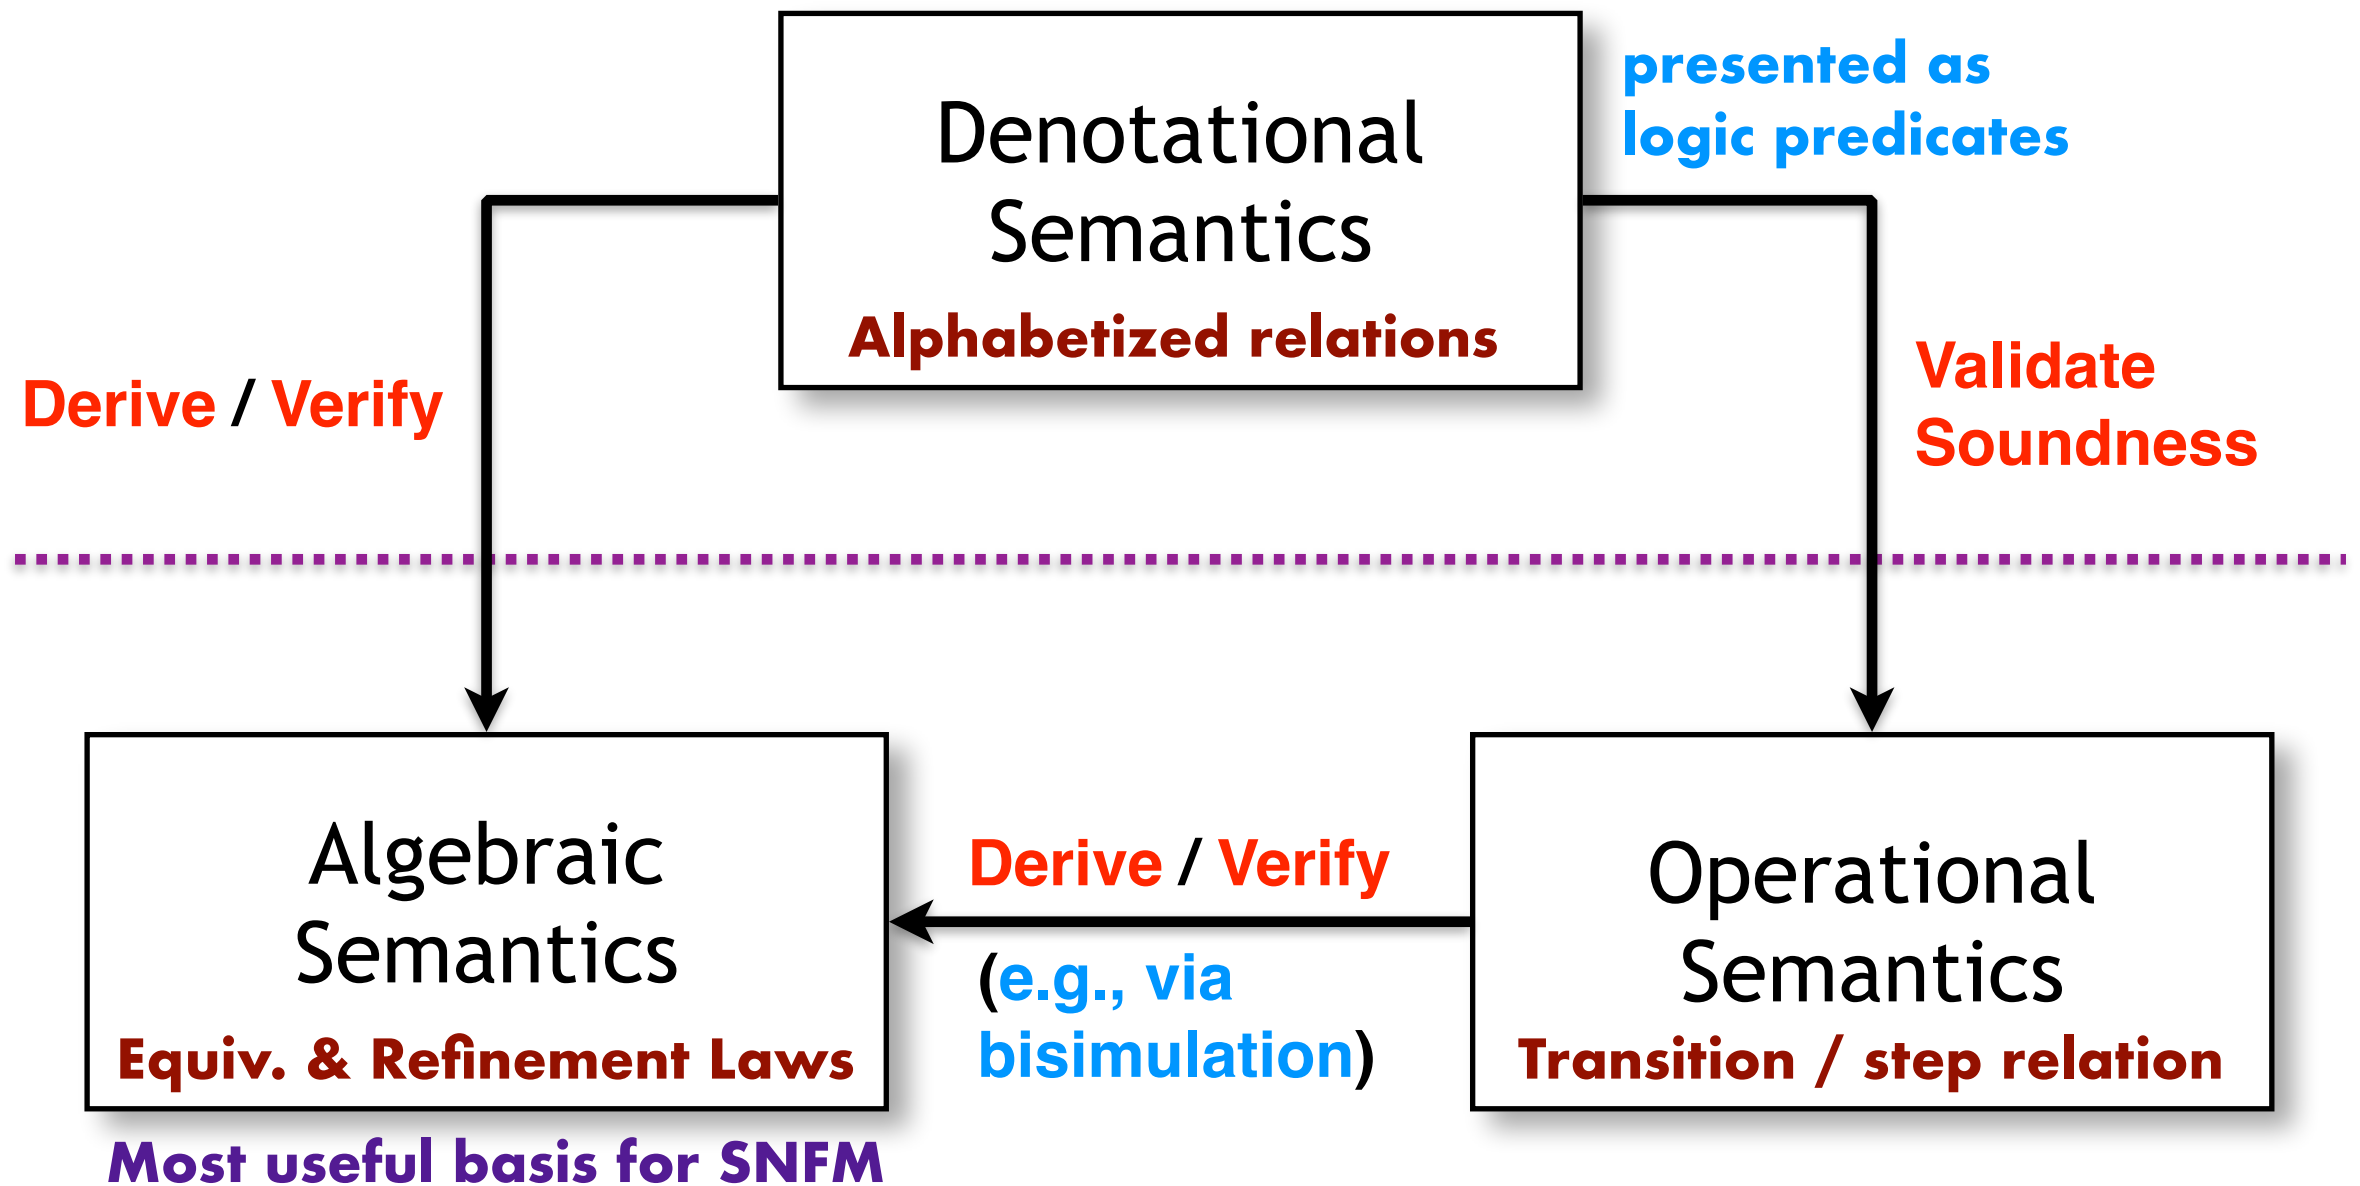 Denotational
Semantics
Alphabetized relations
presented as
logic predicates
Derive / Verify
Validate
Soundness
Algebraic
Semantics
Equiv. & Refinement Laws
Most useful basis for SNFM
Derive / Verify
(e.g., via
bisimulation)
Operational
Semantics
Transition / step relation